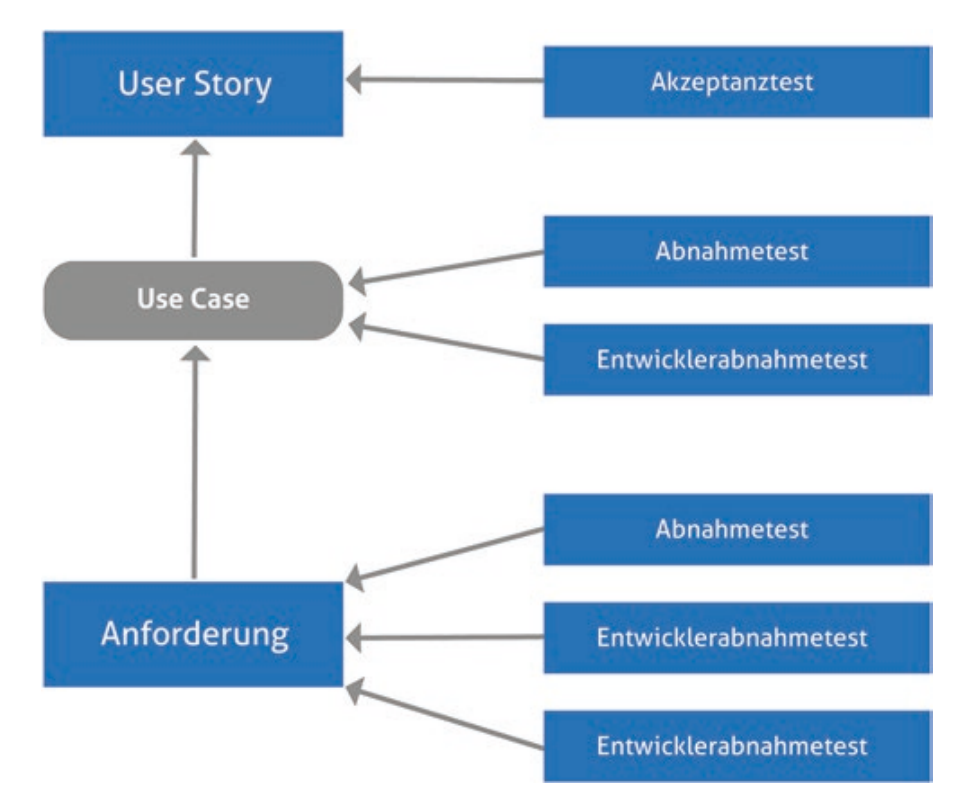 User Story
Akzeptanztest
Abnahmetest
Use Case
Entwicklerabnahmetest
Abnahmetest
Anforderung
Entwicklerabnahmetest
Entwicklerabnahmetest